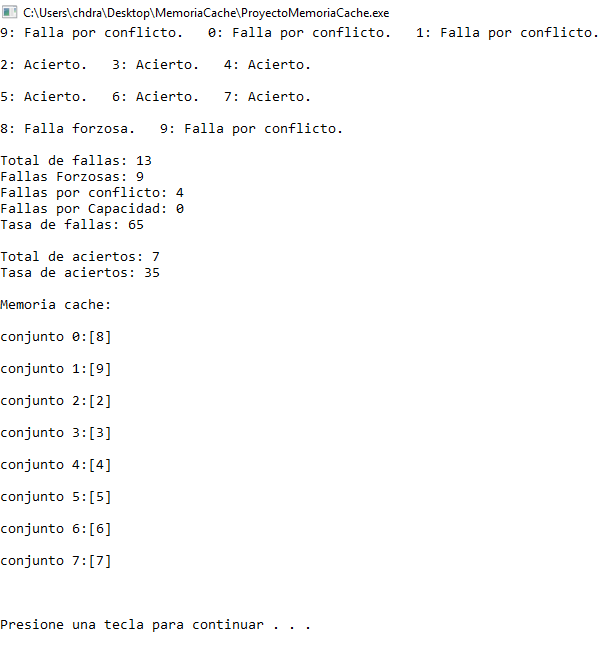 C:\Users\chdra\Desktop\MemoriaCache\ProyectoMemoriaCache.exe
9: Falla por conflicto.   0: Falla por conflicto.   1: Falla por conflicto.
2: Acierto.   3: Acierto.   4: Acierto.
5: Acierto.   6: Acierto.   7: Acierto.
8: Falla forzosa.   9: Falla por conflicto.
Total de fallas: 13
Fallas Forzosas: 9
Fallas por conflicto: 4
Fallas por Capacidad: 0
Tasa de fallas: 65
Total de aciertos: 7
Tasa de aciertos: 35
Memoria cache:
conjunto 0:[8]
conjunto 1:[9]
conjunto 2:[2]
conjunto 3:[3]
conjunto 4:[4]
conjunto 5:[5]
conjunto 6:[6]
conjunto 7:[7]
Presione una tecla para continuar . . .